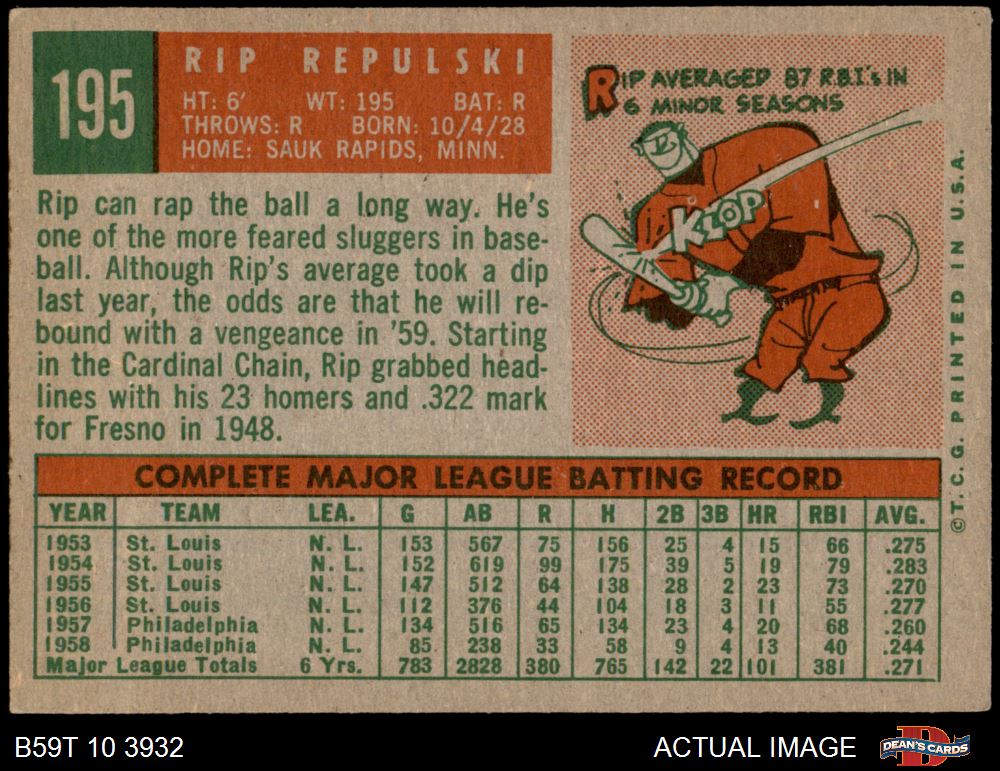 195
RIP REPULSKI
HT: 6' WT: 195 BAT: R
THROWS: R BORN: 10/4/28
HOME: SAUK RAPIDS, MINN.
RIP AVERAGED 87 R.B.I.'s IN
6 MINOR SEASONS
KLOP
Rip can rap the ball a long way. He's
one of the more feared sluggers in base-
ball. Although Rip's average took a dip
last year, the odds are that he will re-
bound with a vengeance in '59. Starting
in the Cardinal Chain, Rip grabbed head-
lines with his 23 homers and .322 mark
for Fresno in 1948.
©T. C. G. PRINTED IN U.S.A.
COMPLETE MAJOR LEAGUE BATTING RECORD
YEAR TEAM LEA. G AB R H 2B 3B HR RBI AVG.
1953 St. Louis N. L. 153 567 75 156 25 4 15 66 .275
1954 St. Louis N. L. 152 619 99 175 39 5 19 79 .283
1955 St. Louis N. L. 147 512 64 138 28 2 23 73 .270
1956 St. Louis N. L. 112 376 44 104 18 3 11 55 .277
1957 Philadelphia N. L. 134 516 65 134 23 4 20 68 .260
1958 Philadelphia N. L. 85 238 33 58 9 4 13 40 .244
Major League Totals 6 Yrs. 783 2828 380 765 142 22 101 381 .271
B59T 10 3932
ACTUAL IMAGE
DEAN'S CARDS